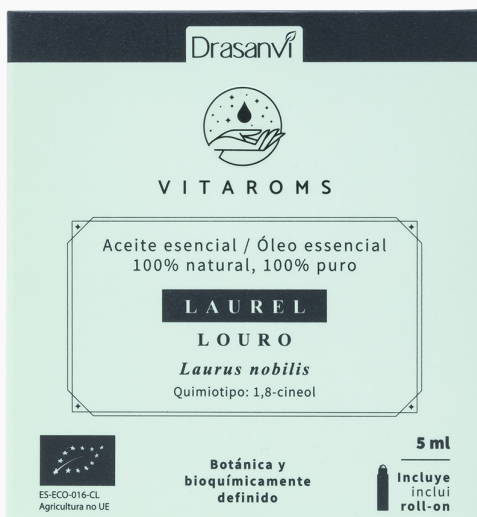 Drasanvi
VITAROMS
Aceite esencial / Óleo essencial
100% natural, 100% puro
LAUREL
LOURO
Laurus nobilis
Quimiotipo: 1,8-cineol
5 ml
ES-ECO-016-CL
Agricultura no UE
Botánica y
bioquímicamente
definido
Incluye
inclui
roll-on